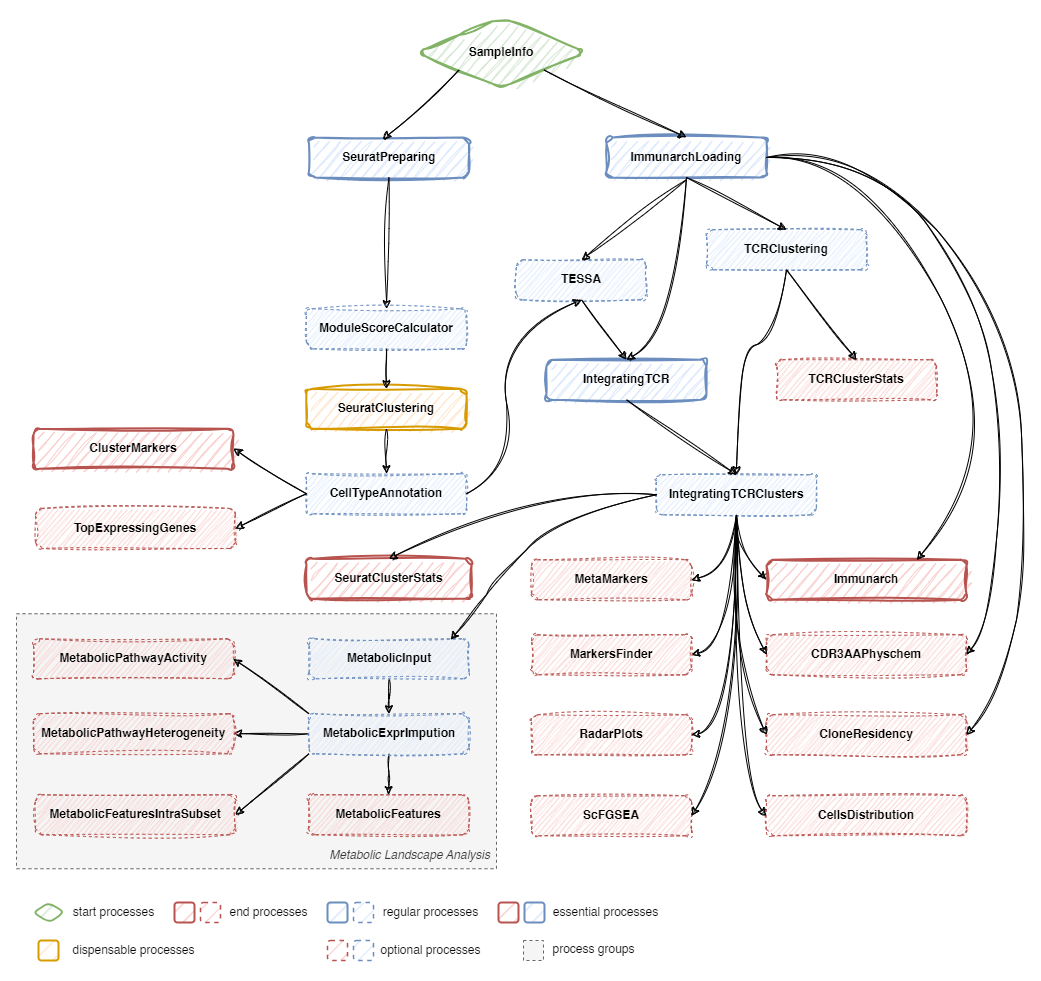 SampleInfo
SeuratPreparing
ImmunarchLoading
TCRClustering
TESSA
ModuleScoreCalculator
IntegratingTCR
TCRClusterStats
SeuratClustering
ClusterMarkers
CellTypeAnnotation
IntegratingTCRClusters
TopExpressingGenes
SeuratClusterStats
MetaMarkers
Immunarch
MetabolicPathwayActivity
MetabolicInput
MarkersFinder
CDR3AAPhyschem
MetabolicPathwayHeterogeneity
MetabolicExprImpution
RadarPlots
CloneResidency
MetabolicFeaturesIntraSubset
MetabolicFeatures
ScFGSEA
CellsDistribution
Metabolic Landscape Analysis
start processes
end processes
regular processes
essential processes
dispensable processes
optional processes
process groups